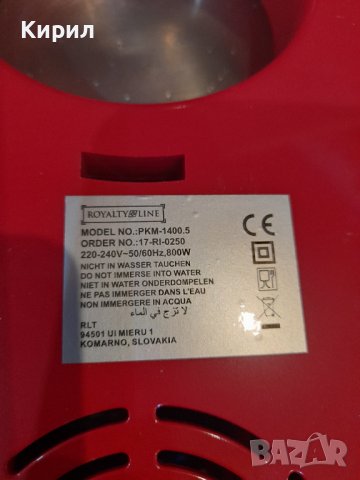 Кирил
ROYALTY LINE
MODEL NO.:PKM-1400.5
ORDER NO.:17-RI-0250
220-240V~50/60Hz,800W
NICHT IN WASSER TAUCHEN
DO NOT IMMERSE INTO WATER
NIET IN WATER ONDERDOMPELEN
NE PAS IMMERGER DANS L'EAU
NON IMMERGERE IN ACQUA
لا تزج في الماء
RLT
94501 UI MIERU 1
KOMARNO, SLOVAKIA
CE
BAZAR